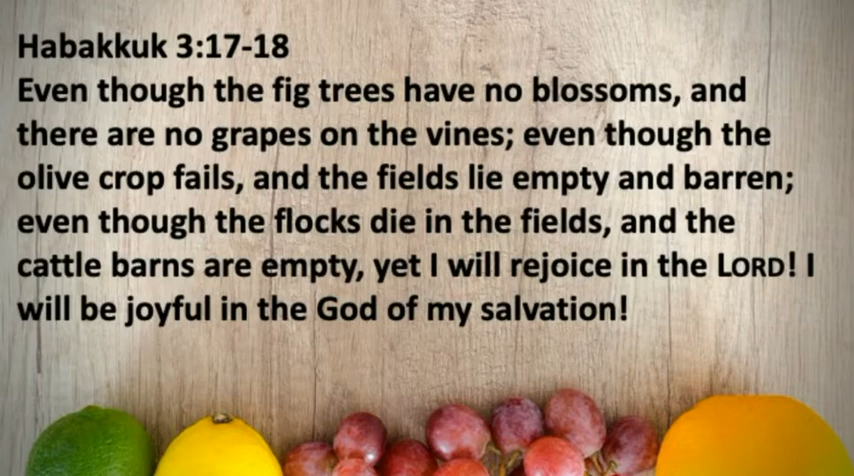 Habakkuk 3:17-18
Even though the fig trees have no blossoms, and
there are no grapes on the vines; even though the
olive crop fails, and the fields lie empty and barren;
even though the flocks die in the fields, and the
cattle barns are empty, yet I will rejoice in the LORD! I
will be joyful in the God of my salvation!